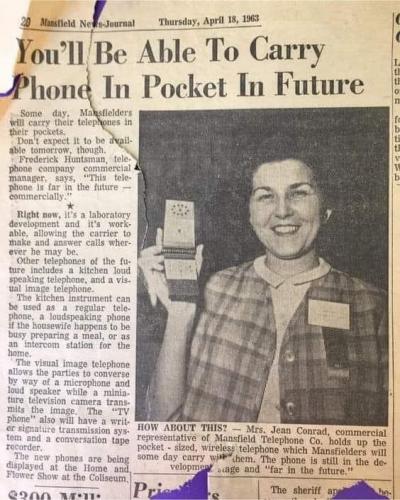 20 Mansfield News-Journal Thursday, April 18, 1963
You'll Be Able To Carry
Phone In Pocket In Future
Some day, Mansfielders
will carry their telephones in
their pockets.
Don't expect it to be avail-
able tomorrow, though.
Frederick Huntsman, tele-
phone company commercial
manager, says, "This tele-
phone is far in the future —
commercially."
★
Right now, it's a laboratory
development and it's work-
able, allowing the carrier to
make and answer calls wher-
ever he may be.
Other telephones of the fu-
ture includes a kitchen loud
speaking telephone, and a vis-
ual image telephone.
The kitchen instrument can
be used as a regular tele-
phone, a loudspeaking phone
if the housewife happens to be
busy preparing a meal, or as
an intercom station for the
home.
The visual image telephone
allows the parties to converse
by way of a microphone and
loud speaker while a minia-
ture television camera trans-
mits the image. The "TV
phone" also will have a writ-
er signature transmission sys-
tem and a conversation tape
recorder.
The new phones are being
displayed at the Home and
Flower Show at the Coliseum,
HOW ABOUT THIS? — Mrs. Jean Conrad, commercial
representative of Mansfield Telephone Co. holds up the
pocket - sized, wireless telephone which Mansfielders will
some day carry with them. The phone is still in the de-
velopment age and "far in the future."
$300
The sheriff